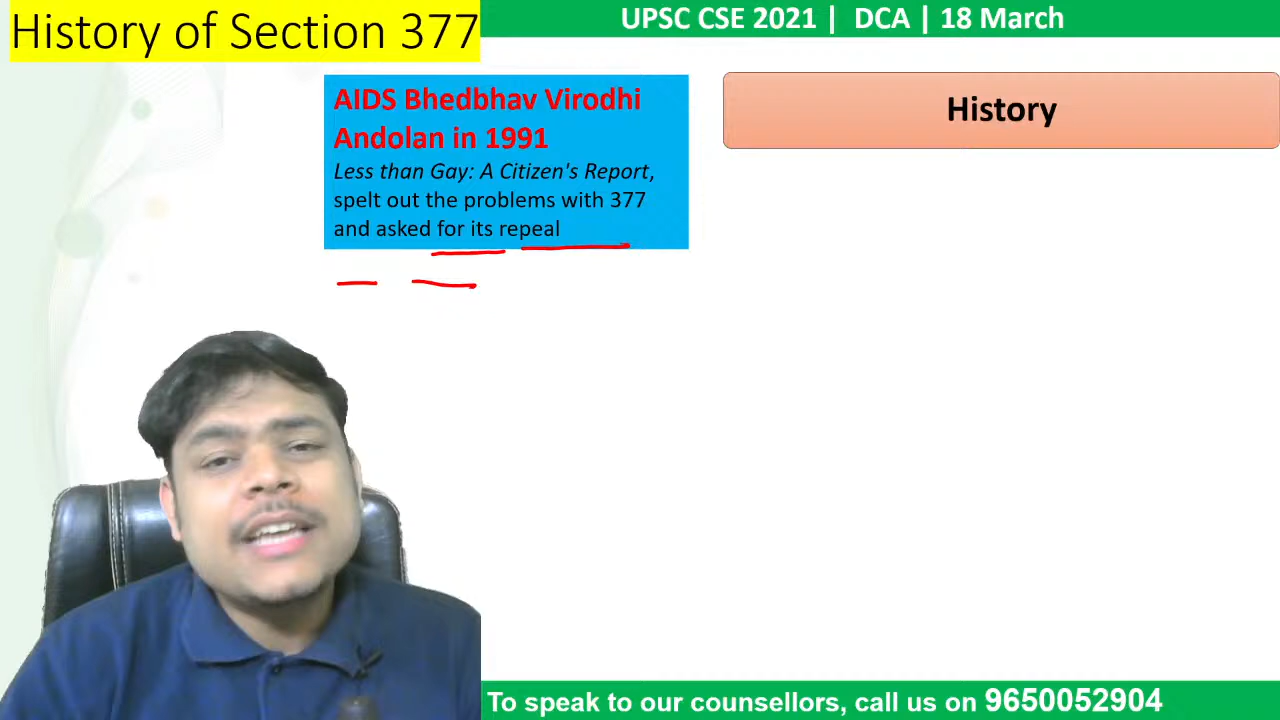 History of Section 377
UPSC CSE 2021 | DCA | 18 March
AIDS Bhedbhav Virodhi
Andolan in 1991
Less than Gay: A Citizen's Report,
spelt out the problems with 377
and asked for its repeal
History
To speak to our counsellors, call us on 9650052904